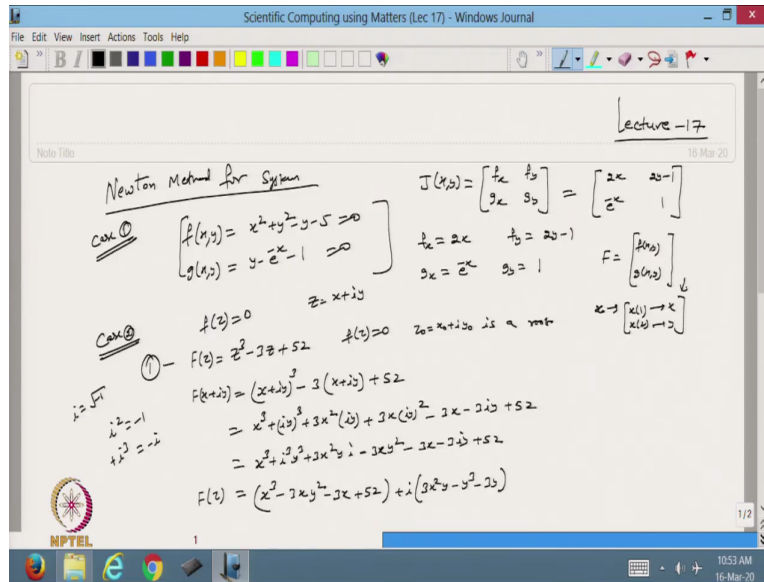 Scientific Computing using Matters (Lec 17) - Windows Journal
File Edit View Insert Actions Tools Help
B I
Lecture-17
Note Title
16-Mar-20
Newton Method for System
Case ① f(x,y) = x²+y²-y-5=0
g(x,y) = y-e⁻ˣ-1=0
J(x,y) = [fx fy gx gy] = [2x 2y-1 e⁻ˣ 1]
fx = 2x fy = 2y-1
gx = e⁻ˣ gy = 1
F = [f(x,y) g(x,y)]
x → [x(1) → x
x(2) → y]
Case ② f(z)=0 z=x+iy
① - F(z) = z³-3z+52 f(z)=0 z₀=x₀+iy₀ is a root
F(x+iy) = (x+iy)³-3(x+iy)+52
= x³+(iy)³+3x²(iy)+3x(iy)²-3x-3iy+52
= x³+i³y³+3x²yi-3xy²-3x-3iy+52
F(z) = (x³-3xy²-3x+52)+i(3x²y-y³-3y)
i=√-1
i²=-1
+i³=-i
NPTEL
1
1/2
10:53 AM
16-Mar-20